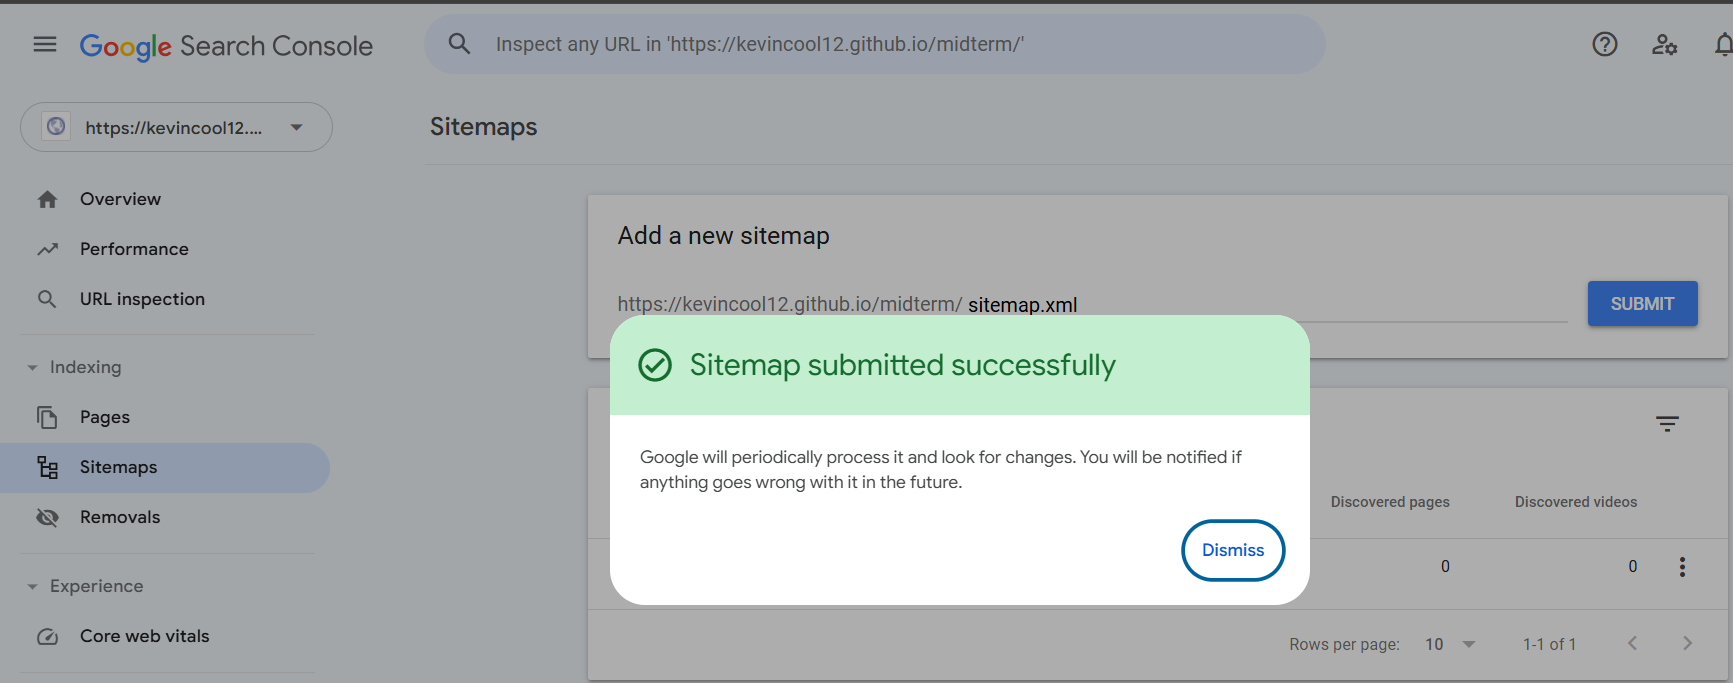 Google Search Console
Inspect any URL in 'https://kevincool12.github.io/midterm/'
https://kevincool12....
Sitemaps
Overview
Performance
URL inspection
Indexing
Pages
Sitemaps
Removals
Experience
Core web vitals
Add a new sitemap
https://kevincool12.github.io/midterm/ sitemap.xml
SUBMIT
Sitemap submitted successfully
Google will periodically process it and look for changes. You will be notified if
anything goes wrong with it in the future.
Dismiss
Discovered pages Discovered videos
0 0
Rows per page: 10 1-1 of 1